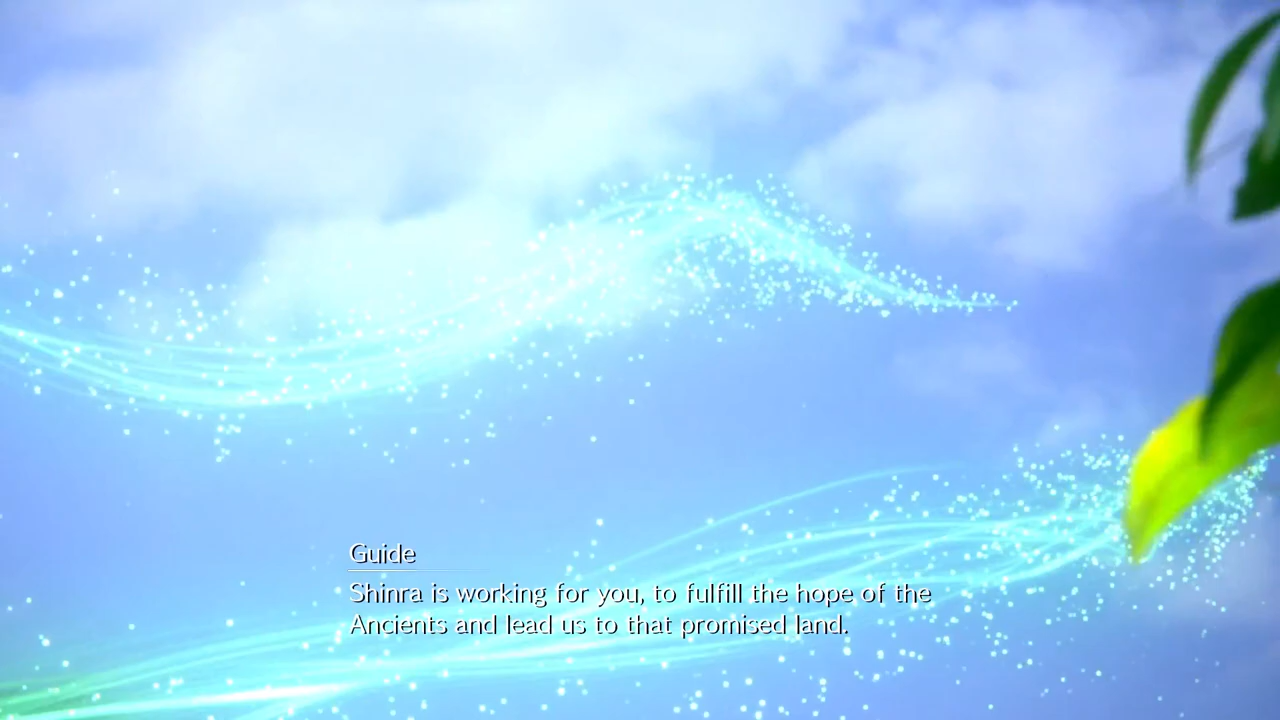 Guide
Shinra is working for you, to fulfill the hope of the
Ancients and lead us to that promised land.